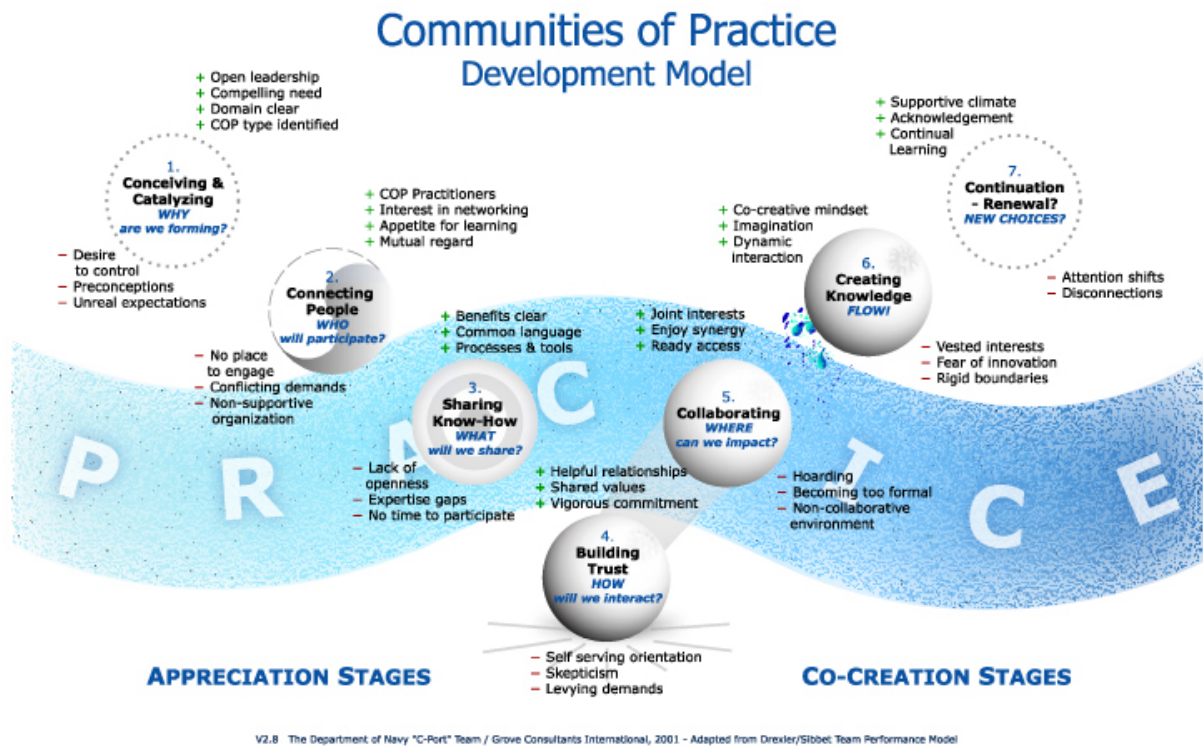 Communities of Practice
Development Model
+ Open leadership
+ Compelling need
+ Domain clear
+ COP type identified
1.
Conceiving &
Catalyzing
WHY
are we forming?
− Desire
to control
− Preconceptions
− Unreal expectations
+ COP Practitioners
+ Interest in networking
+ Appetite for learning
+ Mutual regard
2.
Connecting
People
WHO
will participate?
− No place
to engage
− Conflicting demands
− Non-supportive
organization
+ Benefits clear
+ Common language
+ Processes & tools
3.
Sharing
Know-How
WHAT
will we share?
− Lack of
openness
− Expertise gaps
− No time to participate
+ Helpful relationships
+ Shared values
+ Vigorous commitment
4.
Building
Trust
HOW
will we interact?
− Self serving orientation
− Skepticism
− Levying demands
+ Joint interests
+ Enjoy synergy
+ Ready access
5.
Collaborating
WHERE
can we impact?
− Hoarding
− Becoming too formal
− Non-collaborative
environment
+ Co-creative mindset
+ Imagination
+ Dynamic
interaction
6.
Creating
Knowledge
FLOW!
− Vested interests
− Fear of innovation
− Rigid boundaries
+ Supportive climate
+ Acknowledgement
+ Continual
Learning
7.
Continuation
- Renewal?
NEW CHOICES?
− Attention shifts
− Disconnections
PRACTICE
APPRECIATION STAGES
CO-CREATION STAGES
V2.8 The Department of Navy "C-Port" Team / Grove Consultants International, 2001 - Adapted from Drexler/Sibbet Team Performance Model